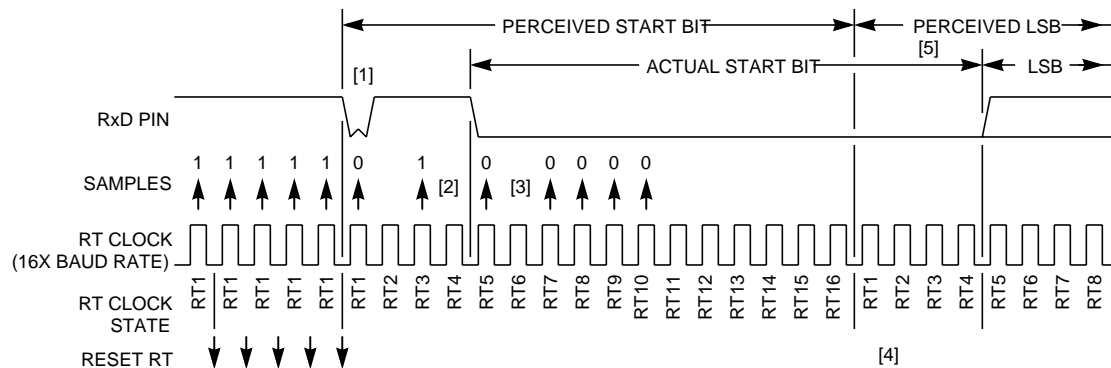 PERCEIVED START BIT PERCEIVED LSB
[1] ACTUAL START BIT [5] LSB
RxD PIN
SAMPLES 1 1 1 1 1 0 1 [2] 0 [3] 0 0 0 0
RT CLOCK
(16X BAUD RATE)
RT CLOCK
STATE
RT1 RT1 RT1 RT1 RT1 RT1 RT2 RT3 RT4 RT5 RT6 RT7 RT8 RT9 RT10 RT11 RT12 RT13 RT14 RT15 RT16 RT1 RT2 RT3 RT4 RT5 RT6 RT7 RT8
RESET RT [4]